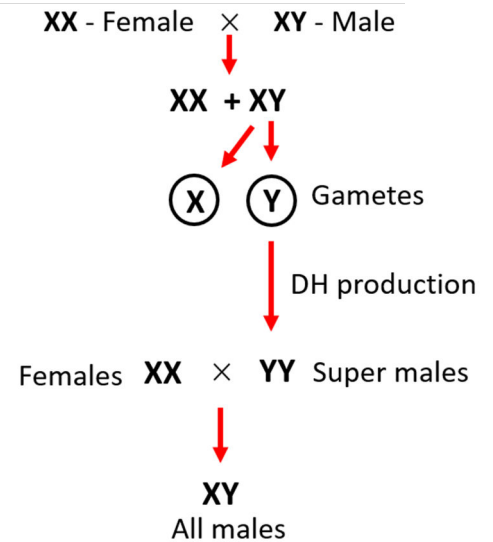 XX - Female × XY - Male
XX + XY
X Y Gametes
DH production
Females XX × YY Super males
XY
All males